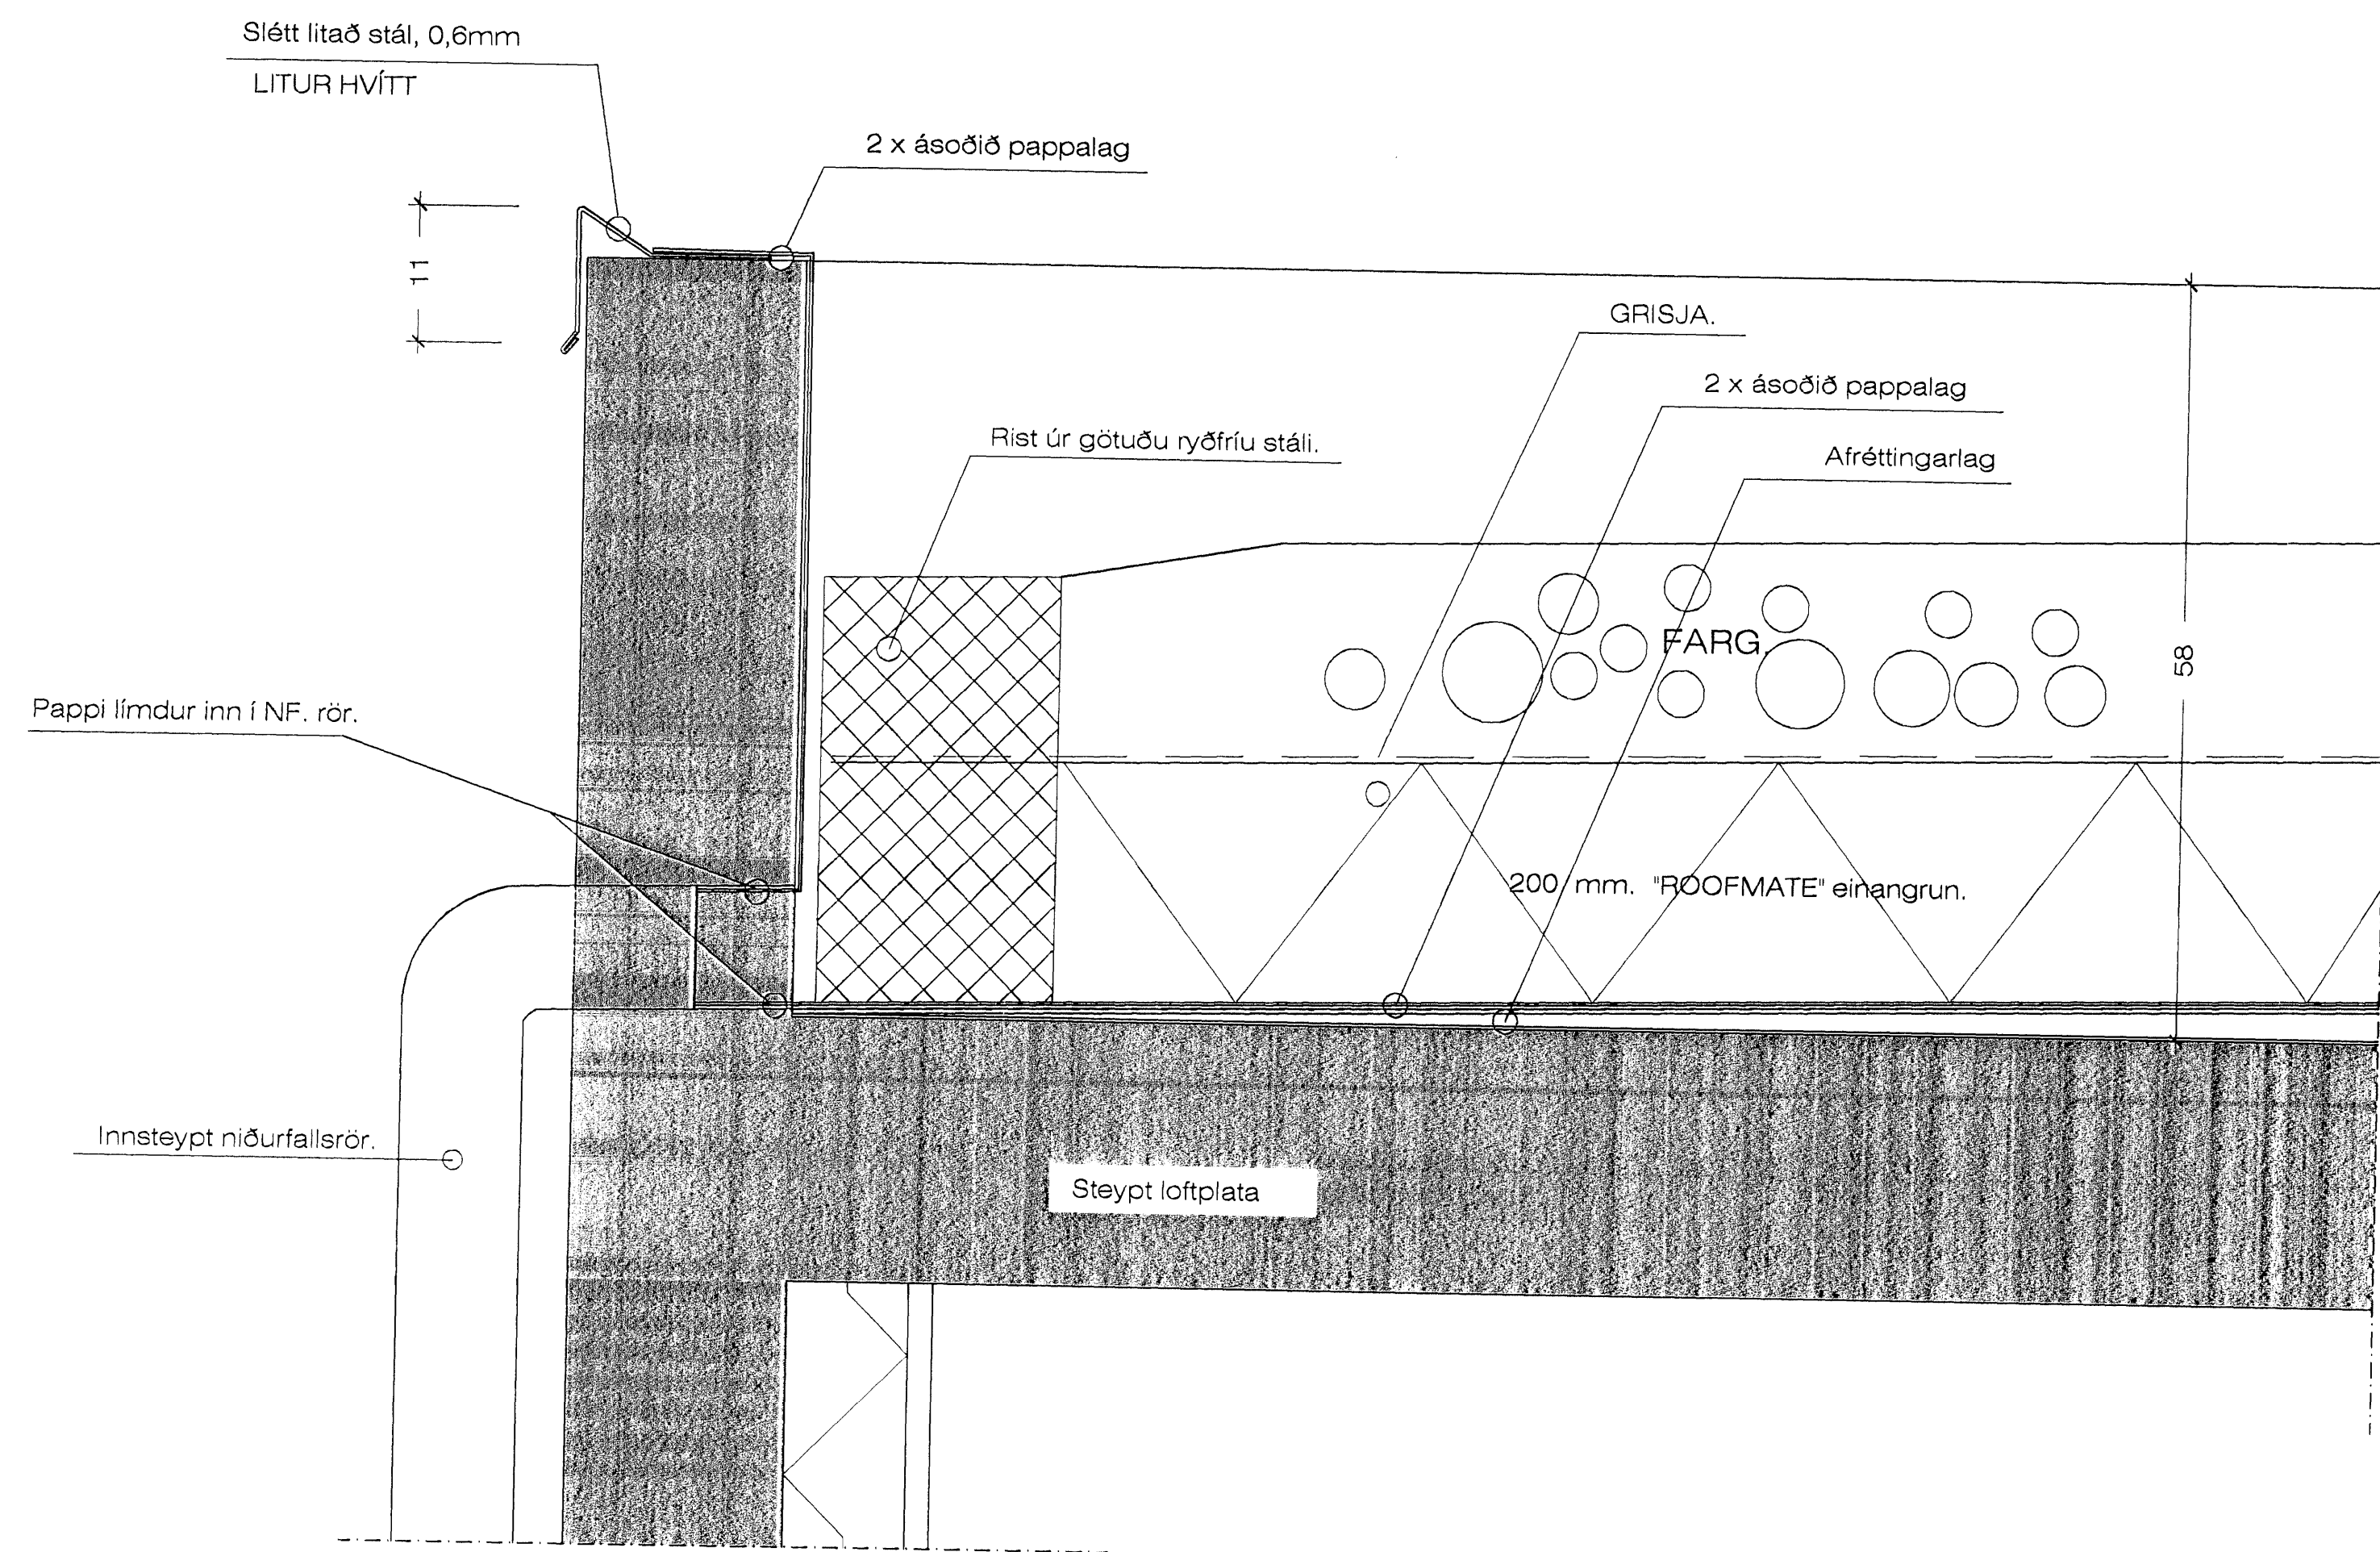 Slétt litað stál, 0,6mm
LITUR HVÍTT
2 x ásoðið pappalag
11
GRISJA.
2 x ásoðið pappalag
Rist úr götuðu ryðfríu stáli.
Afréttingarlag
FARG.
58
Pappi límdur inn í NF. rör.
200 mm. "ROOFMATE" einangrun.
Innsteypt niðurfallsrör.
Steypt loftplata